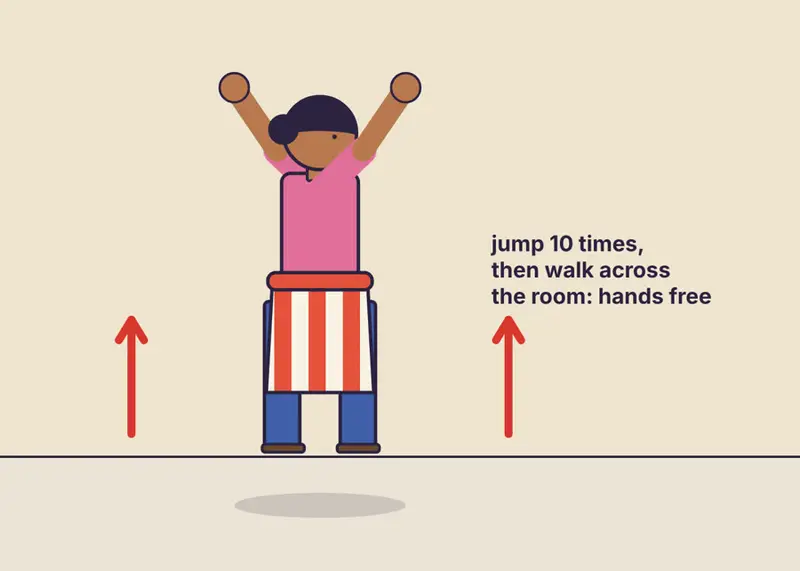 jump 10 times,
then walk across
the room: hands free